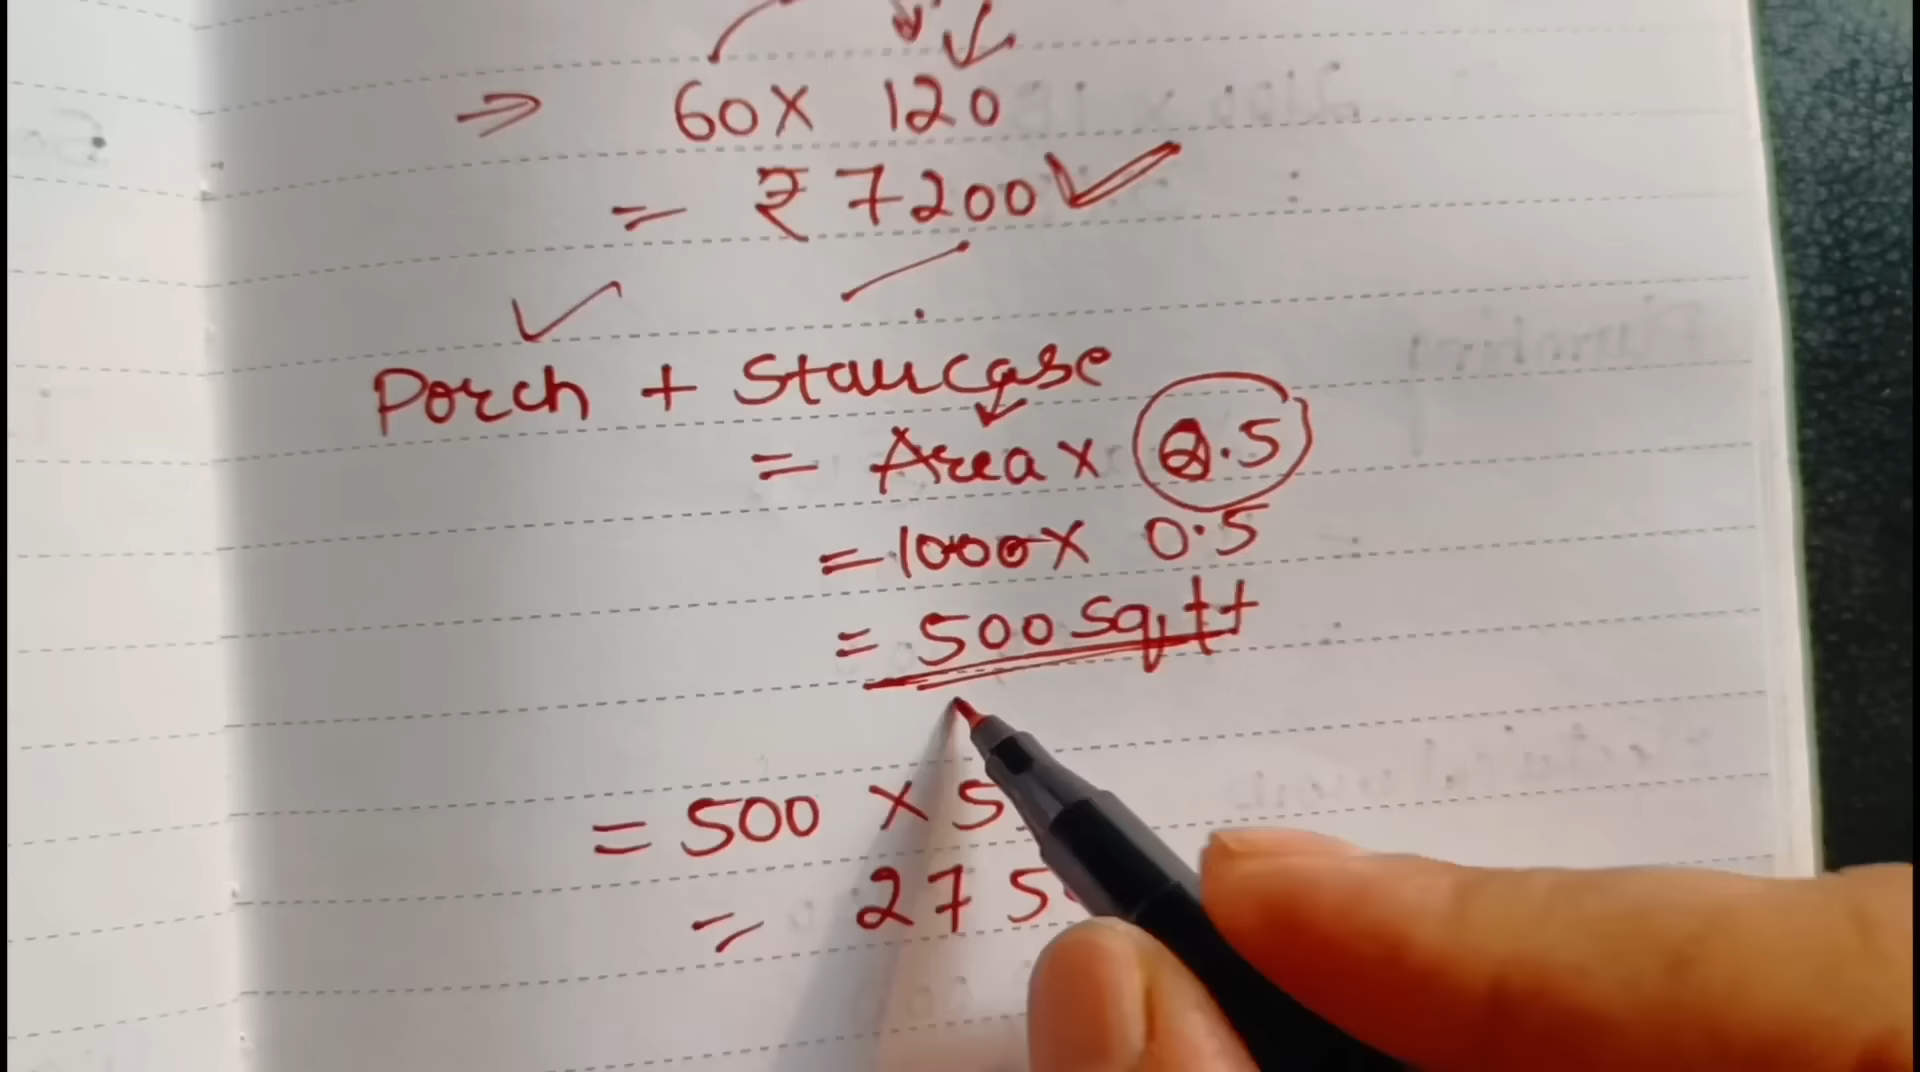 ⇒ 60 x 120
= ₹ 7200 ✓
Porch + Staircase
= Area x 0.5
= 1000 x 0.5
= 500 sqft
= 500 x 5
= 275